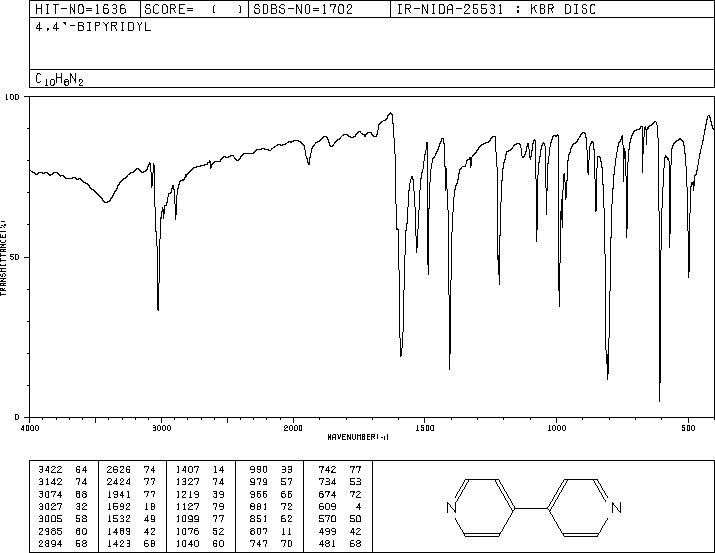 HIT-NO=1636 SCORE= ( ) SDBS-NO=1702 IR-NIDA-25531 : KBR DISC
4,4'-BIPYRIDYL
C10H8N2
100
50
0
TRANSMITTANCE(%)
4000 3000 2000 1500 1000 500
WAVENUMBER(-1)
3422 64 2626 74 1407 14 990 33 742 77
3142 74 2424 77 1327 74 979 57 734 53
3074 68 1941 77 1219 39 966 66 674 72
3027 32 1592 18 1127 79 881 72 609 4
3005 58 1532 49 1099 77 851 62 570 50
2985 60 1489 42 1076 52 807 11 499 42
2894 58 1423 68 1040 60 747 70 481 68
N N